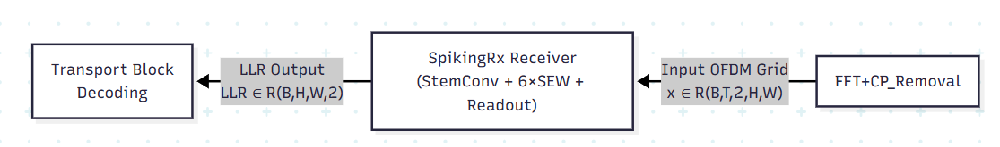 Transport Block
Decoding
LLR Output
LLR ∈ R(B,H,W,2)
SpikingRx Receiver
(StemConv + 6×SEW +
Readout)
Input OFDM Grid
x ∈ R(B,T,2,H,W)
FFT+CP_Removal